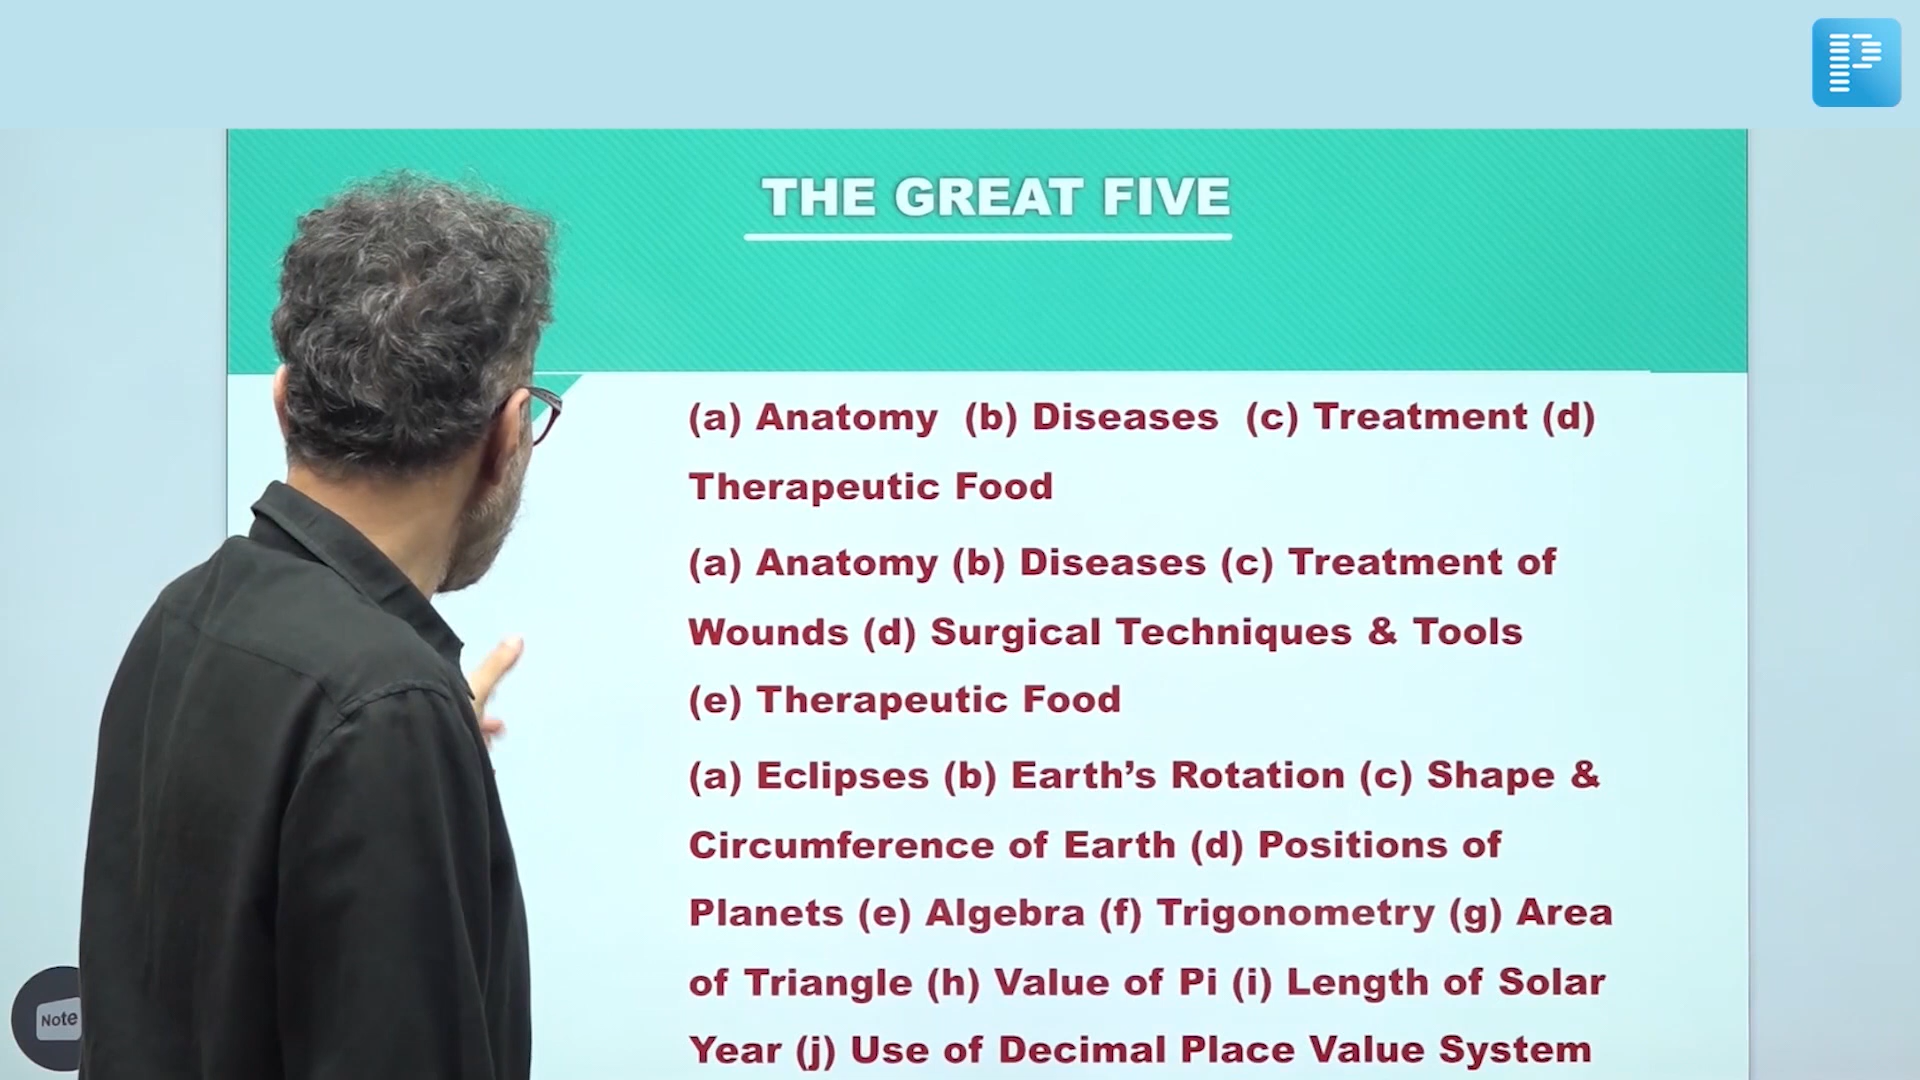 THE GREAT FIVE
(a) Anatomy (b) Diseases (c) Treatment (d)
Therapeutic Food
(a) Anatomy (b) Diseases (c) Treatment of
Wounds (d) Surgical Techniques & Tools
(e) Therapeutic Food
(a) Eclipses (b) Earth’s Rotation (c) Shape &
Circumference of Earth (d) Positions of
Planets (e) Algebra (f) Trigonometry (g) Area
of Triangle (h) Value of Pi (i) Length of Solar
Year (j) Use of Decimal Place Value System
Note